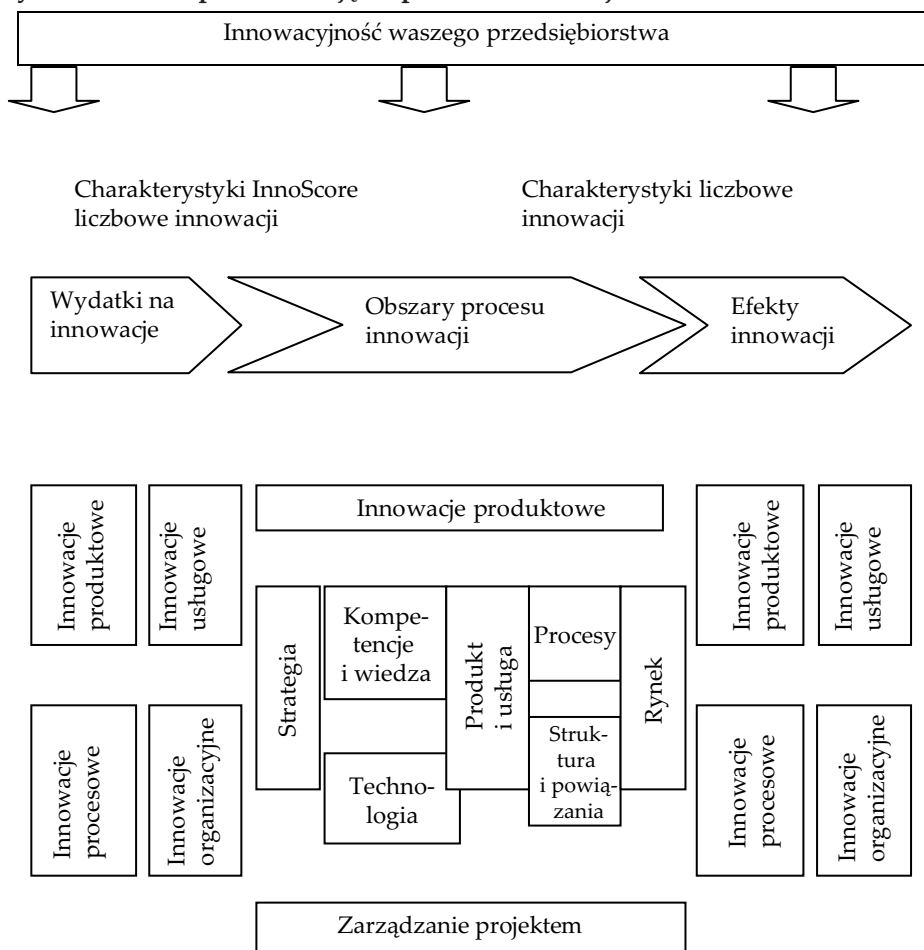 Innowacyjność waszego przedsiębiorstwa
Charakterystyki InnoScore
liczbowe innowacji
Charakterystyki liczbowe
innowacji
Wydatki na
innowacje
Obszary procesu
innowacji
Efekty
innowacji
Innowacje
produktowe
Innowacje
usługowe
Innowacje produktowe
Innowacje
produktowe
Innowacje
usługowe
Strategia
Kompe-
tencje
i wiedza
Produkt
i usługa
Procesy
Rynek
Techno-
logia
Struk-
tura
i powią-
zania
Innowacje
procesowe
Innowacje
organizacyjne
Innowacje
procesowe
Innowacje
organizacyjne
Zarządzanie projektem